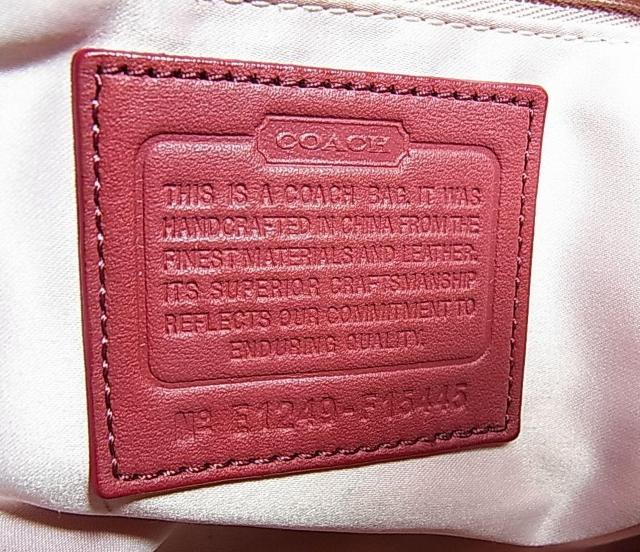 COACH
THIS IS A COACH BAG. IT WAS
HANDCRAFTED IN CHINA FROM THE
FINEST MATERIALS AND LEATHER.
ITS SUPERIOR CRAFTSMANSHIP
REFLECTS OUR COMMITMENT TO
ENDURING QUALITY.
Nº E1249-F15445